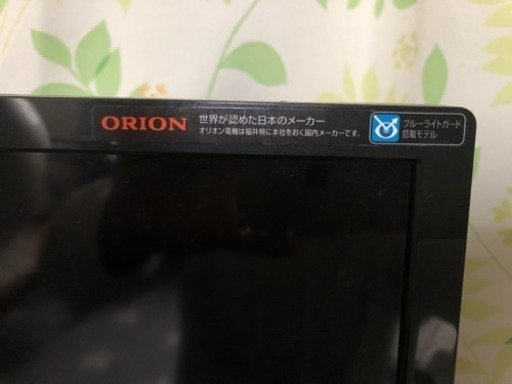 ORION
世界が認めた日本のメーカー
オリオン電機は福井県に本社をおく国内メーカーです。
ブルーライトガード
搭載モデル